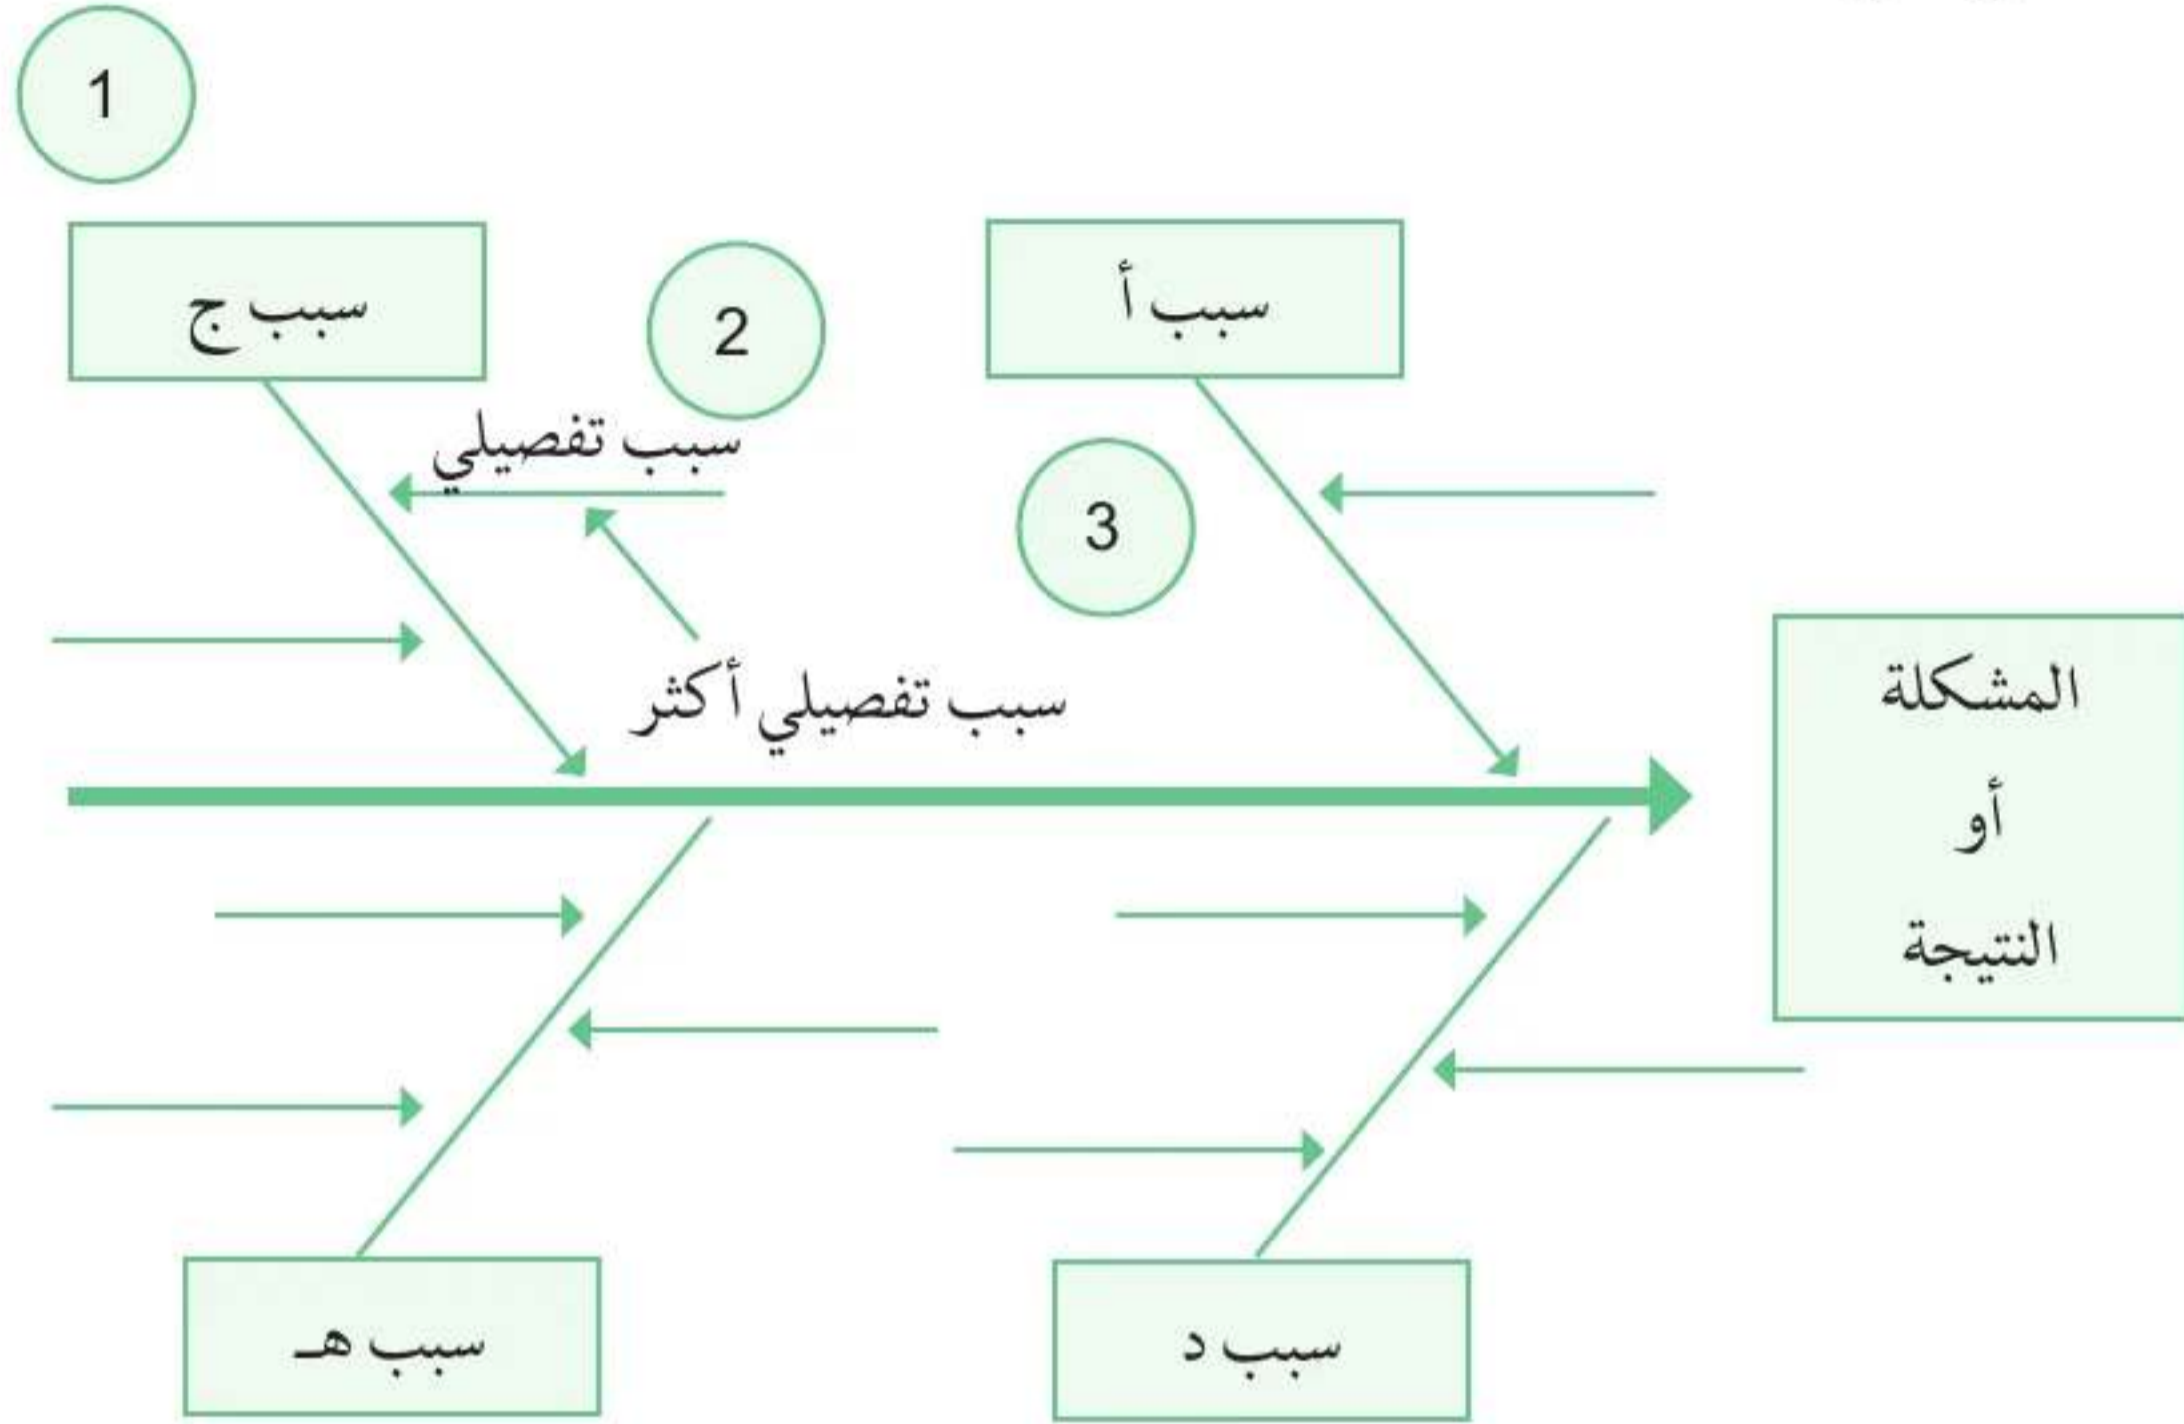 1
سبب أ
سبب ج
2
سبب تفصيلي
3
سبب تفصيلي أكثر
المشكلة
أو
النتيجة
سبب د
سبب هـ